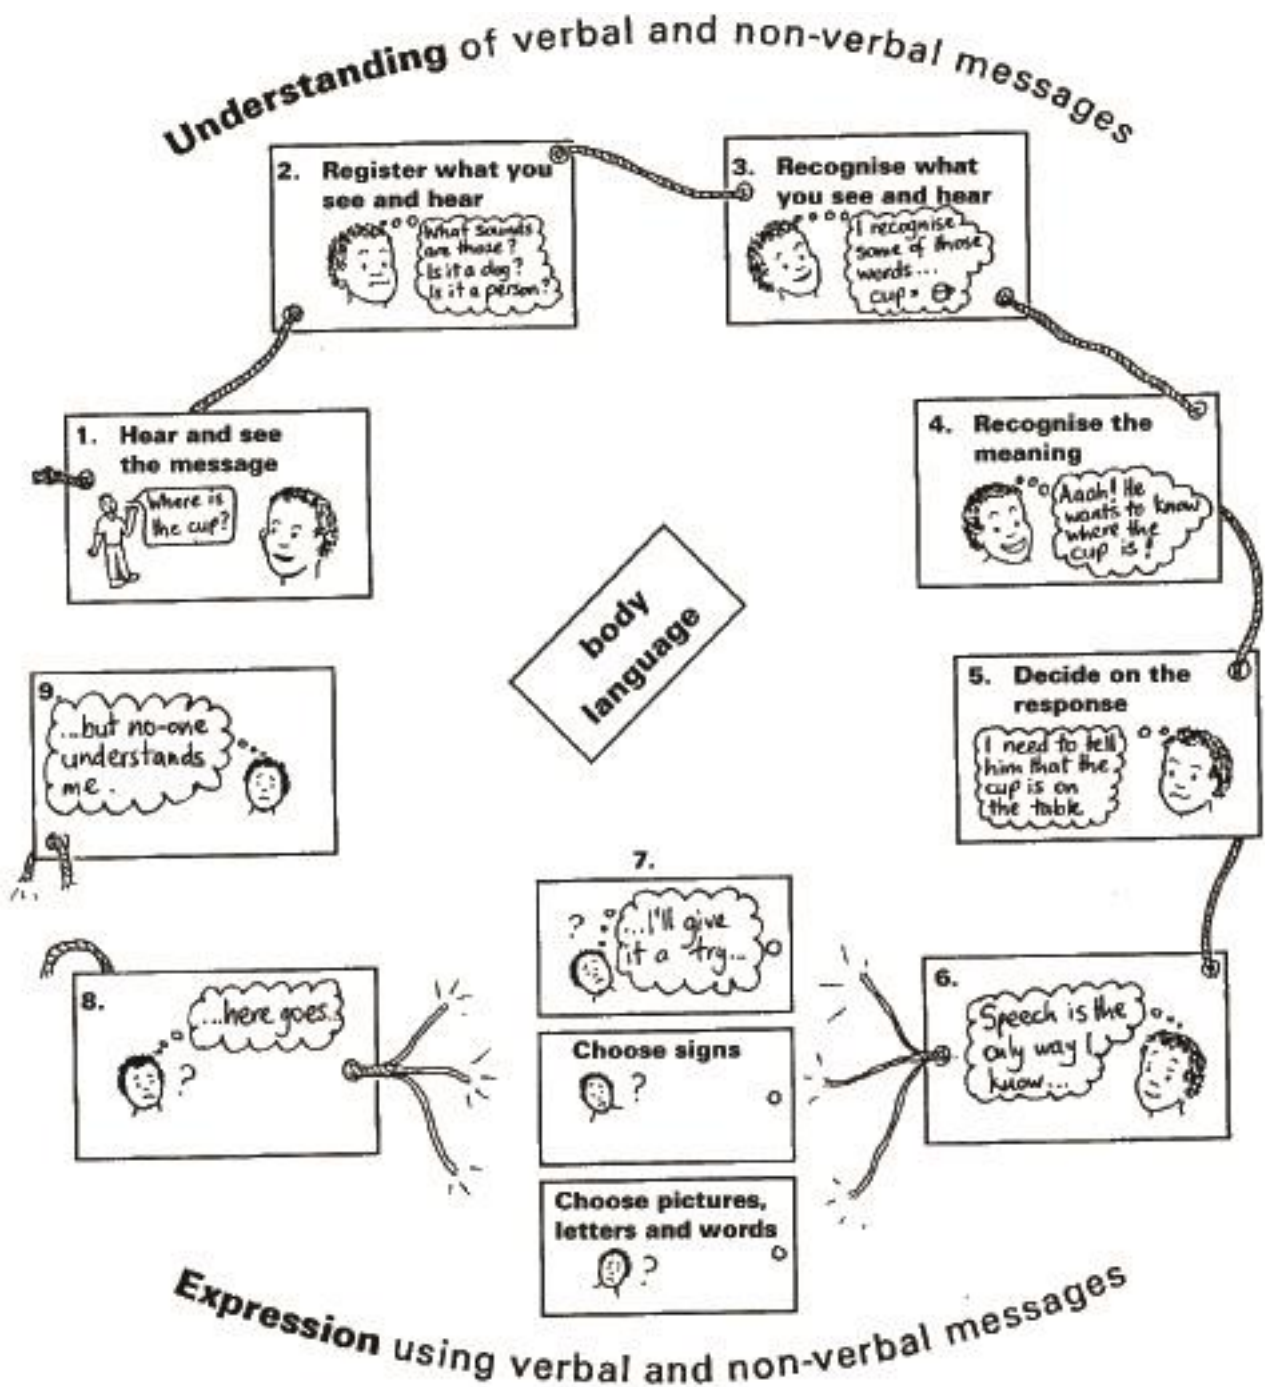 Understanding of verbal and non-verbal messages
2. Register what you
see and hear
What sounds
are those?
Is it a dog?
Is it a person?
3. Recognise what
you see and hear
I recognise
some of those
words...
cup =
1. Hear and see
the message
Where is
the cup?
4. Recognise the
meaning
Aaah! He
wants to know
where the
cup is!
body
language
5. Decide on the
response
I need to tell
him that the
cup is on
the table
9.
...but no-one
understands
me.
7.
?
...I'll give
it a try...
6.
Speech is the
only way I
know...
8.
...here goes..
?
Choose signs
?
Choose pictures,
letters and words
?
Expression using verbal and non-verbal messages